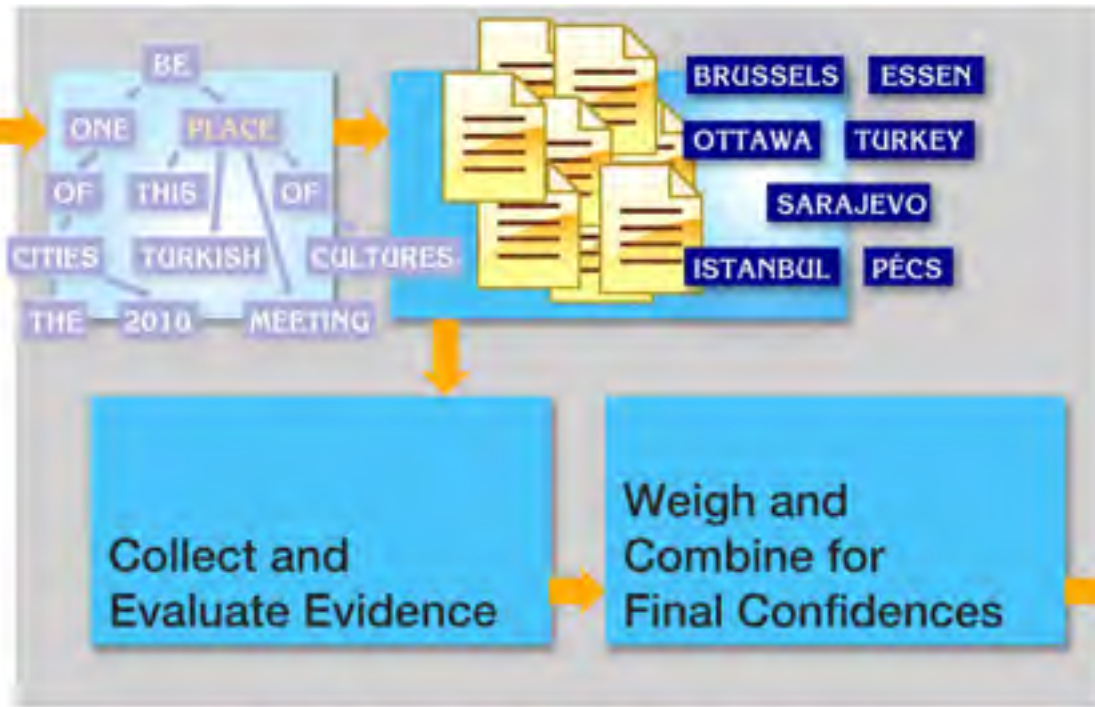 BE
ONE PLACE
OF THIS OF
CITIES TURKISH CULTURES
THE 2010 MEETING
BRUSSELS ESSEN
OTTAWA TURKEY
SARAJEVO
ISTANBUL PÉCS
Collect and
Evaluate Evidence
Weigh and
Combine for
Final Confidences